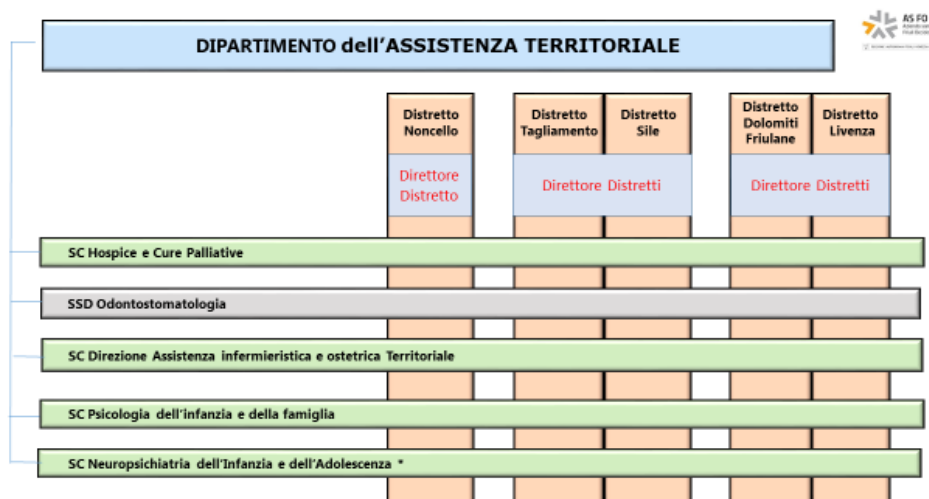 DIPARTIMENTO dell'ASSISTENZA TERRITORIALE
AS FO
Distretto
Noncello
Distretto
Tagliamento
Distretto
Sile
Distretto
Dolomiti
Friulane
Distretto
Livenza
Direttore
Distretto
Direttore Distretti
Direttore Distretti
SC Hospice e Cure Palliative
SSD Odontostomatologia
SC Direzione Assistenza infermieristica e ostetrica Territoriale
SC Psicologia dell'infanzia e della famiglia
SC Neuropsichiatria dell'Infanzia e dell'Adolescenza *